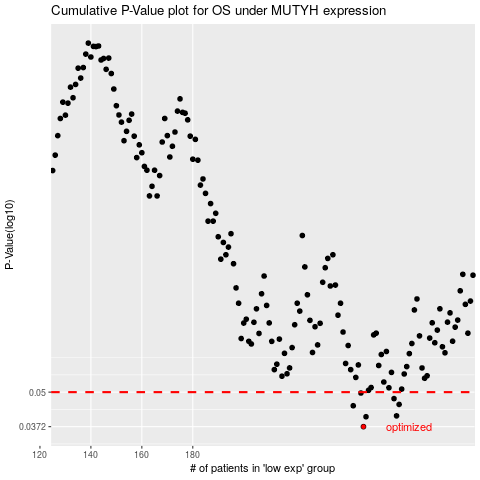 Cumulative P-Value plot for OS under MUTYH expression
P-Value(log10)
0.05
0.0372
optimized
120 140 160 180
# of patients in 'low exp' group